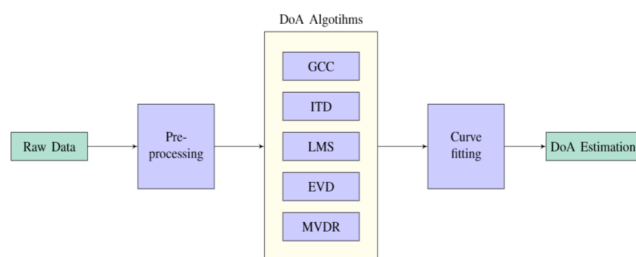 DoA Algotihms
GCC
ITD
LMS
EVD
MVDR
Raw Data
Pre-
processing
Curve
fitting
DoA Estimation